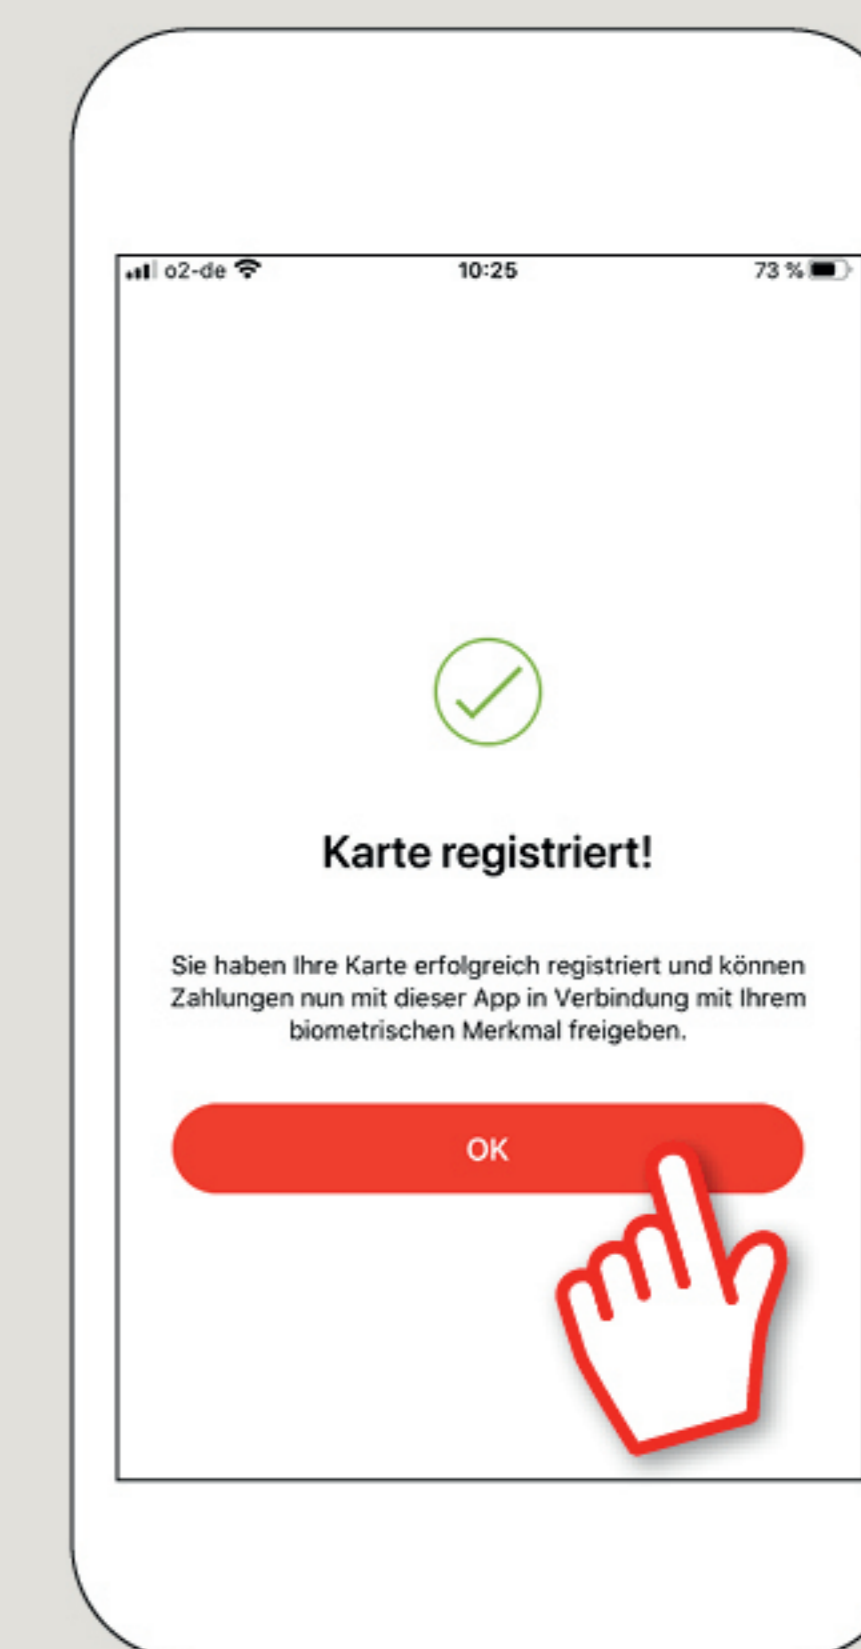 o2-de 10:25 73 %
Karte registriert!
Sie haben Ihre Karte erfolgreich registriert und können
Zahlungen nun mit dieser App in Verbindung mit Ihrem
biometrischen Merkmal freigeben.
OK